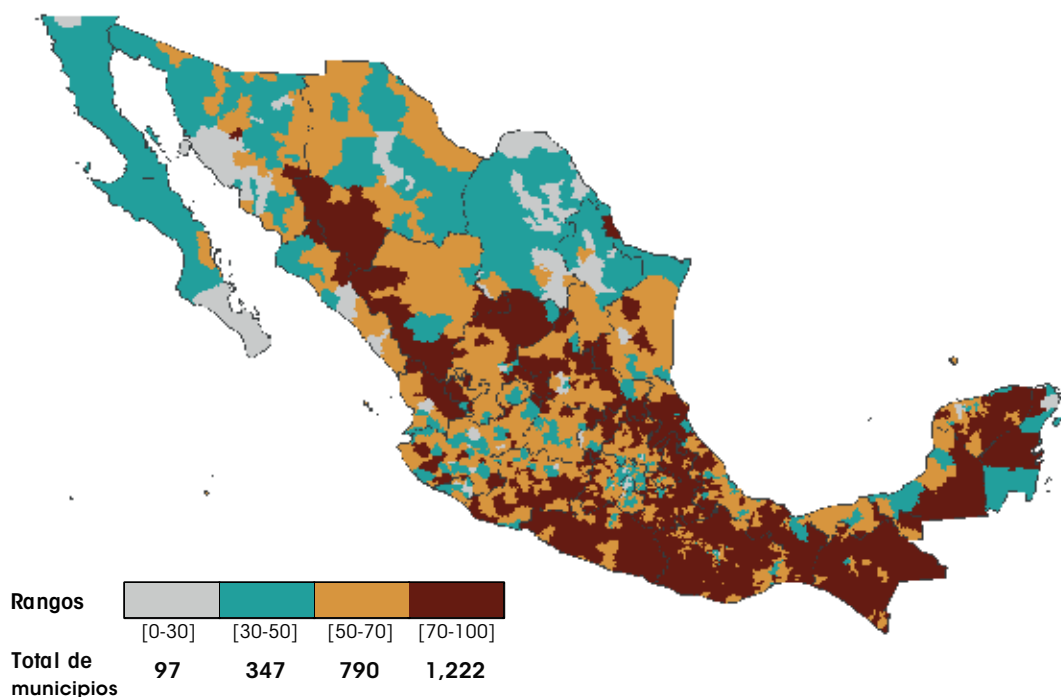 Rangos
[0-30] [30-50] [50-70] [70-100]
Total de
municipios
97 347 790 1,222